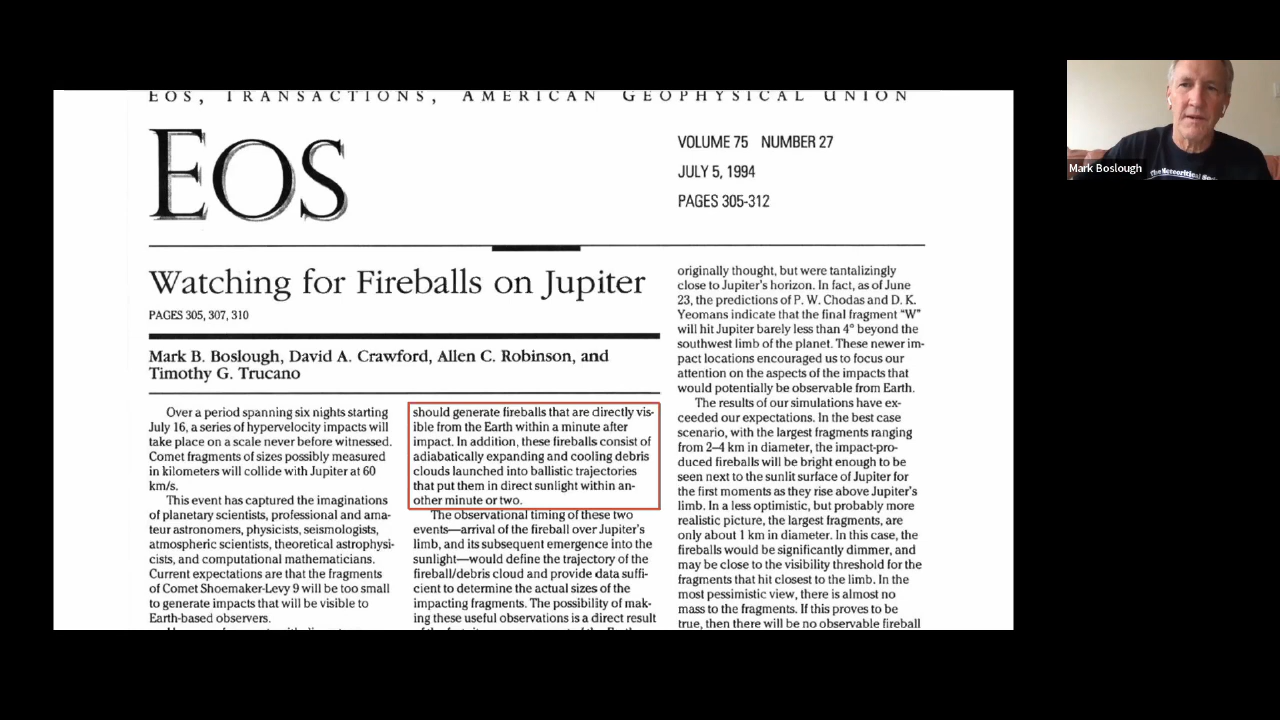 EOS, TRANSACTIONS, AMERICAN GEOPHYSICAL UNION
EOS
VOLUME 75 NUMBER 27
JULY 5, 1994
PAGES 305-312
Watching for Fireballs on Jupiter
PAGES 305, 307, 310
Mark B. Boslough, David A. Crawford, Allen C. Robinson, and
Timothy G. Trucano
Over a period spanning six nights starting
July 16, a series of hypervelocity impacts will
take place on a scale never before witnessed.
Comet fragments of sizes possibly measured
in kilometers will collide with Jupiter at 60
km/s.
This event has captured the imaginations
of planetary scientists, professional and ama-
teur astronomers, physicists, seismologists,
atmospheric scientists, theoretical astrophysi-
cists, and computational mathematicians.
Current expectations are that the fragments
of Comet Shoemaker-Levy 9 will be too small
to generate impacts that will be visible to
Earth-based observers.
should generate fireballs that are directly vis-
ible from the Earth within a minute after
impact. In addition, these fireballs consist of
adiabatically expanding and cooling debris
clouds launched into ballistic trajectories
that put them in direct sunlight within an-
other minute or two.
The observational timing of these two
events—arrival of the fireball over Jupiter's
limb, and its subsequent emergence into the
sunlight—would define the trajectory of the
fireball/debris cloud and provide data suffi-
cient to determine the actual sizes of the
impacting fragments. The possibility of mak-
ing these useful observations is a direct result
originally thought, but were tantalizingly
close to Jupiter's horizon. In fact, as of June
23, the predictions of P. W. Chodas and D. K.
Yeomans indicate that the final fragment "W"
will hit Jupiter barely less than 4° beyond the
southwest limb of the planet. These newer im-
pact locations encouraged us to focus our
attention on the aspects of the impacts that
would potentially be observable from Earth.
The results of our simulations have ex-
ceeded our expectations. In the best case
scenario, with the largest fragments ranging
from 2–4 km in diameter, the impact-pro-
duced fireballs will be bright enough to be
seen next to the sunlit surface of Jupiter for
the first moments as they rise above Jupiter's
limb. In a less optimistic, but probably more
realistic picture, the largest fragments, are
only about 1 km in diameter. In this case, the
fireballs would be significantly dimmer, and
may be close to the visibility threshold for the
fragments that hit closest to the limb. In the
most pessimistic view, there is almost no
mass to the fragments. If this proves to be
true, then there will be no observable fireball
Mark Boslough
The Meteoritical